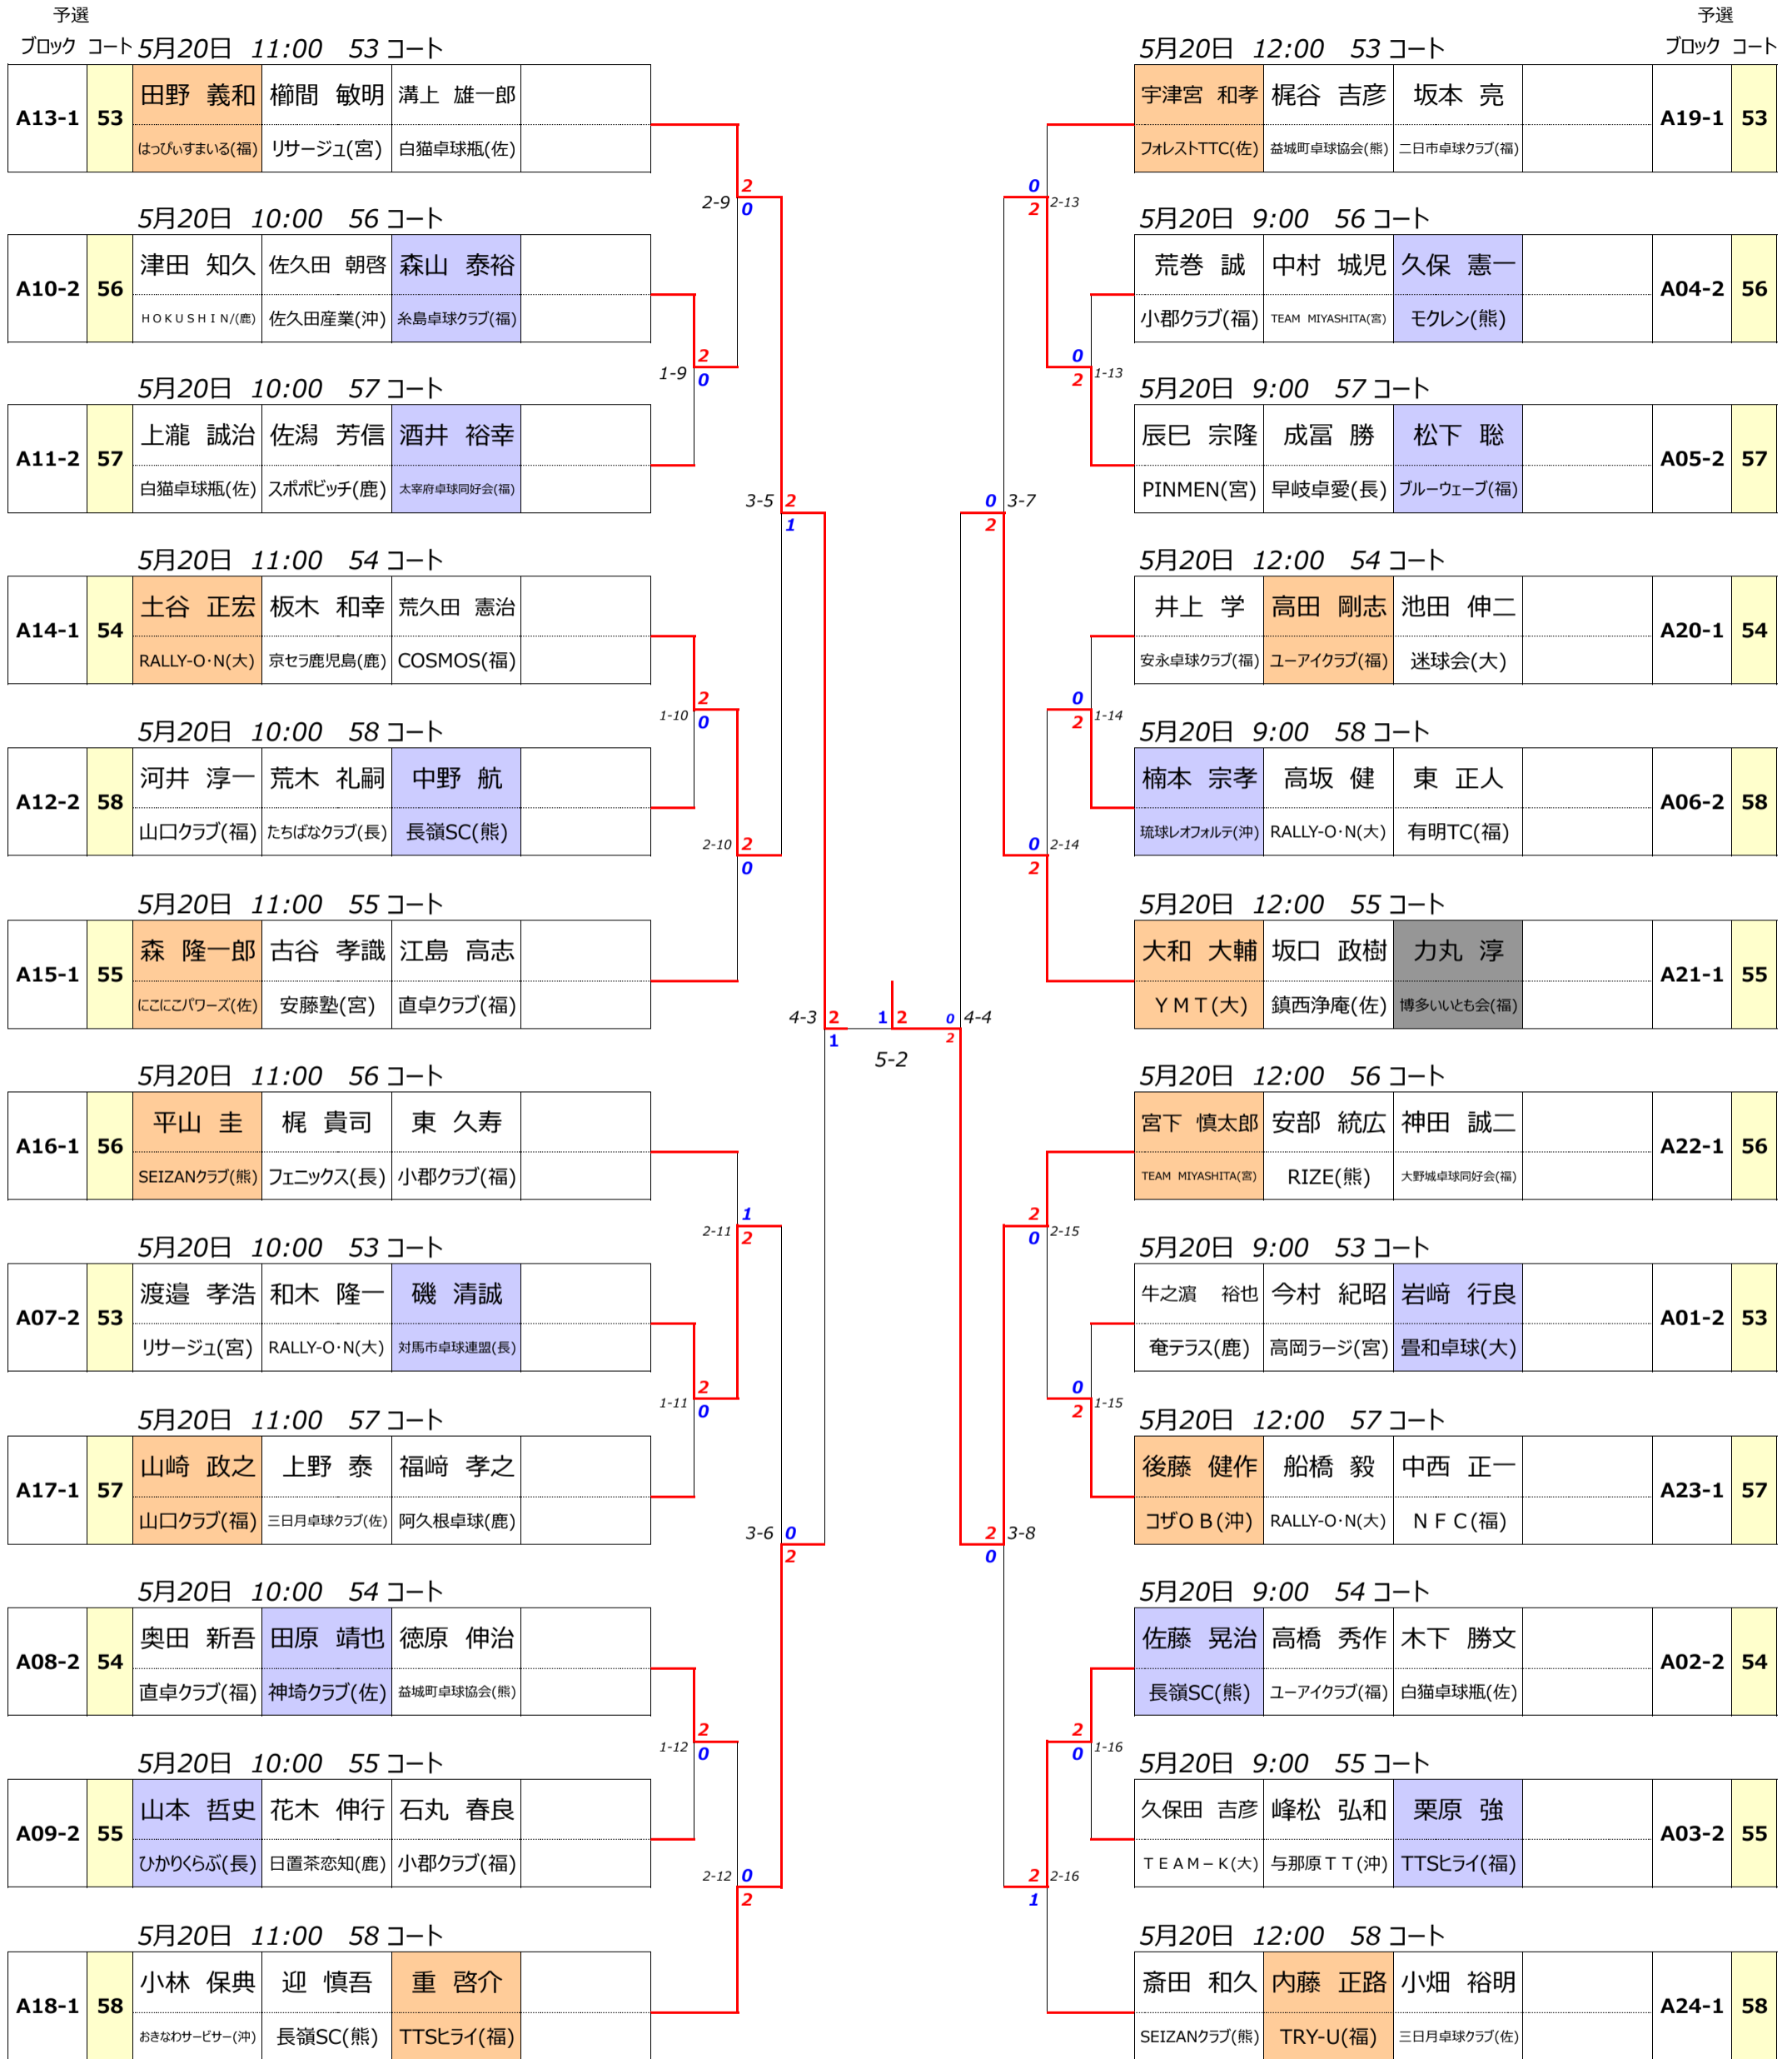 予選
ブロック コート 5月20日 11:00 53 コート
A13-1 53 田野 義和 櫛間 敏明 溝上 雄一郎
はっぴぃすまいる(福) リサージュ(宮) 白猫卓球瓶(佐)
2
2-9 0
5月20日 10:00 56 コート
A10-2 56 津田 知久 佐久田 朝啓 森山 泰裕
HOKUSHIN/(鹿) 佐久田産業(沖) 糸島卓球クラブ(福)
2
1-9 0
5月20日 10:00 57 コート
A11-2 57 上瀧 誠治 佐潟 芳信 酒井 裕幸
白猫卓球瓶(佐) スポポビッチ(鹿) 太宰府卓球同好会(福)
3-5 2
1
5月20日 11:00 54 コート
A14-1 54 土谷 正宏 板木 和幸 荒久田 憲治
RALLY-O・N(大) 京セラ鹿児島(鹿) COSMOS(福)
2
1-10 0
5月20日 10:00 58 コート
A12-2 58 河井 淳一 荒木 礼嗣 中野 航
山口クラブ(福) たちばなクラブ(長) 長嶺SC(熊)
2-10 2
0
5月20日 11:00 55 コート
A15-1 55 森 隆一郎 古谷 孝識 江島 高志
にこにこパワーズ(佐) 安藤塾(宮) 直卓クラブ(福)
4-3 2
1
5月20日 11:00 56 コート
A16-1 56 平山 圭 梶 貴司 東 久寿
SEIZANクラブ(熊) フェニックス(長) 小郡クラブ(福)
1
2-11 2
5月20日 10:00 53 コート
A07-2 53 渡邉 孝浩 和木 隆一 磯 清誠
リサージュ(宮) RALLY-O・N(大) 対馬市卓球連盟(長)
2
1-11 0
5月20日 11:00 57 コート
A17-1 57 山崎 政之 上野 泰 福﨑 孝之
山口クラブ(福) 三日月卓球クラブ(佐) 阿久根卓球(鹿)
3-6 0
2
5月20日 10:00 54 コート
A08-2 54 奥田 新吾 田原 靖也 徳原 伸治
直卓クラブ(福) 神埼クラブ(佐) 益城町卓球協会(熊)
2
1-12 0
5月20日 10:00 55 コート
A09-2 55 山本 哲史 花木 伸行 石丸 春良
ひかりくらぶ(長) 日置茶恋知(鹿) 小郡クラブ(福)
2-12 0
2
5月20日 11:00 58 コート
A18-1 58 小林 保典 迎 慎吾 重 啓介
おきなわサービサー(沖) 長嶺SC(熊) TTSヒライ(福)
1 2
5-2
予選
5月20日 12:00 53 コート ブロック コート
宇津宮 和孝 梶谷 吉彦 坂本 亮 A19-1 53
フォレストTTC(佐) 益城町卓球協会(熊) 二日市卓球クラブ(福)
0
2 2-13
5月20日 9:00 56 コート
荒巻 誠 中村 城児 久保 憲一 A04-2 56
小郡クラブ(福) TEAM MIYASHITA(宮) モクレン(熊)
0
2 1-13
5月20日 9:00 57 コート
辰巳 宗隆 成冨 勝 松下 聡 A05-2 57
PINMEN(宮) 早岐卓愛(長) ブルーウェーブ(福)
0 3-7
2
5月20日 12:00 54 コート
井上 学 高田 剛志 池田 伸二 A20-1 54
安永卓球クラブ(福) ユーアイクラブ(福) 迷球会(大)
0
2 1-14
5月20日 9:00 58 コート
楠本 宗孝 高坂 健 東 正人 A06-2 58
琉球レオフォルテ(沖) RALLY-O・N(大) 有明TC(福)
0 2-14
2
5月20日 12:00 55 コート
大和 大輔 坂口 政樹 力丸 淳 A21-1 55
YMT(大) 鎮西浄庵(佐) 博多いいとも会(福)
0 4-4
2
5月20日 12:00 56 コート
宮下 慎太郎 安部 統広 神田 誠二 A22-1 56
TEAM MIYASHITA(宮) RIZE(熊) 大野城卓球同好会(福)
2
0 2-15
5月20日 9:00 53 コート
牛之濵 裕也 今村 紀昭 岩﨑 行良 A01-2 53
奄テラス(鹿) 高岡ラージ(宮) 畳和卓球(大)
0
2 1-15
5月20日 12:00 57 コート
後藤 健作 船橋 毅 中西 正一 A23-1 57
コザOB(沖) RALLY-O・N(大) NFC(福)
2 3-8
0
5月20日 9:00 54 コート
佐藤 晃治 高橋 秀作 木下 勝文 A02-2 54
長嶺SC(熊) ユーアイクラブ(福) 白猫卓球瓶(佐)
2
0 1-16
5月20日 9:00 55 コート
久保田 吉彦 峰松 弘和 栗原 強 A03-2 55
TEAM-K(大) 与那原TT(沖) TTSヒライ(福)
2 2-16
1
5月20日 12:00 58 コート
斎田 和久 内藤 正路 小畑 裕明 A24-1 58
SEIZANクラブ(熊) TRY-U(福) 三日月卓球クラブ(佐)